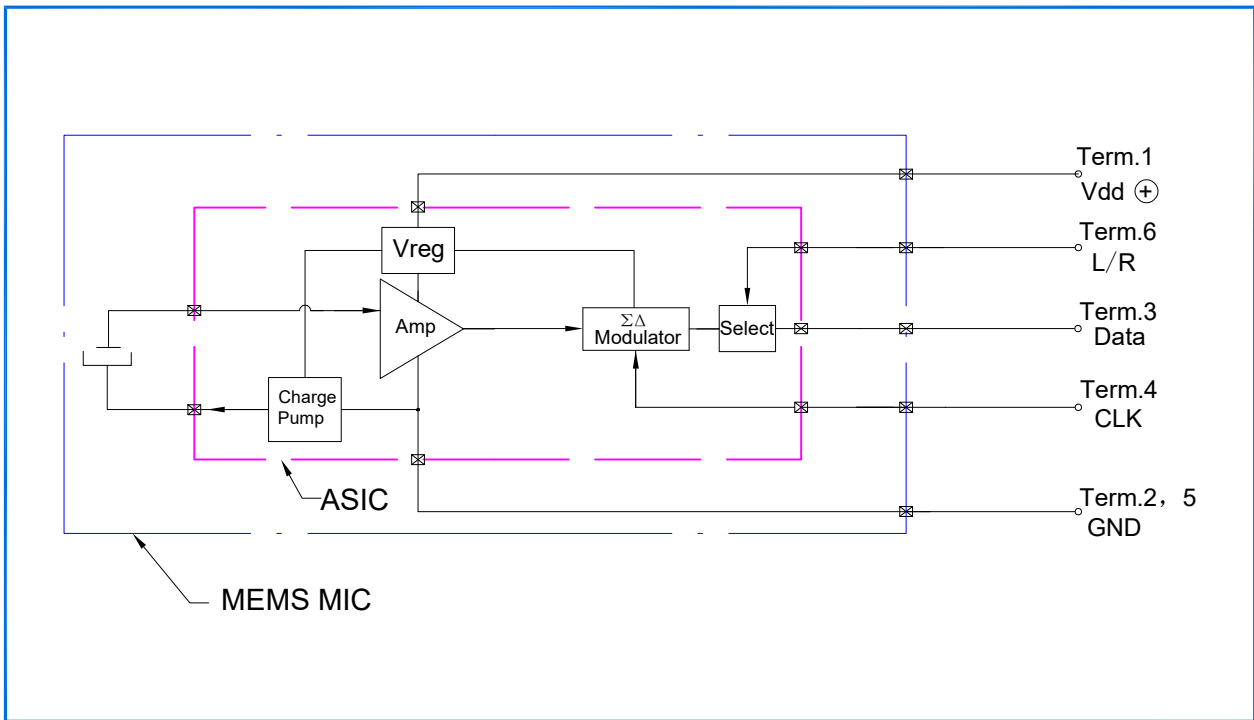 Term.1
Vdd ⊕
Term.6
L/R
Vreg
Amp
ΣΔ
Modulator
Select
Term.3
Data
Charge
Pump
Term.4
CLK
ASIC
Term.2，5
GND
MEMS MIC